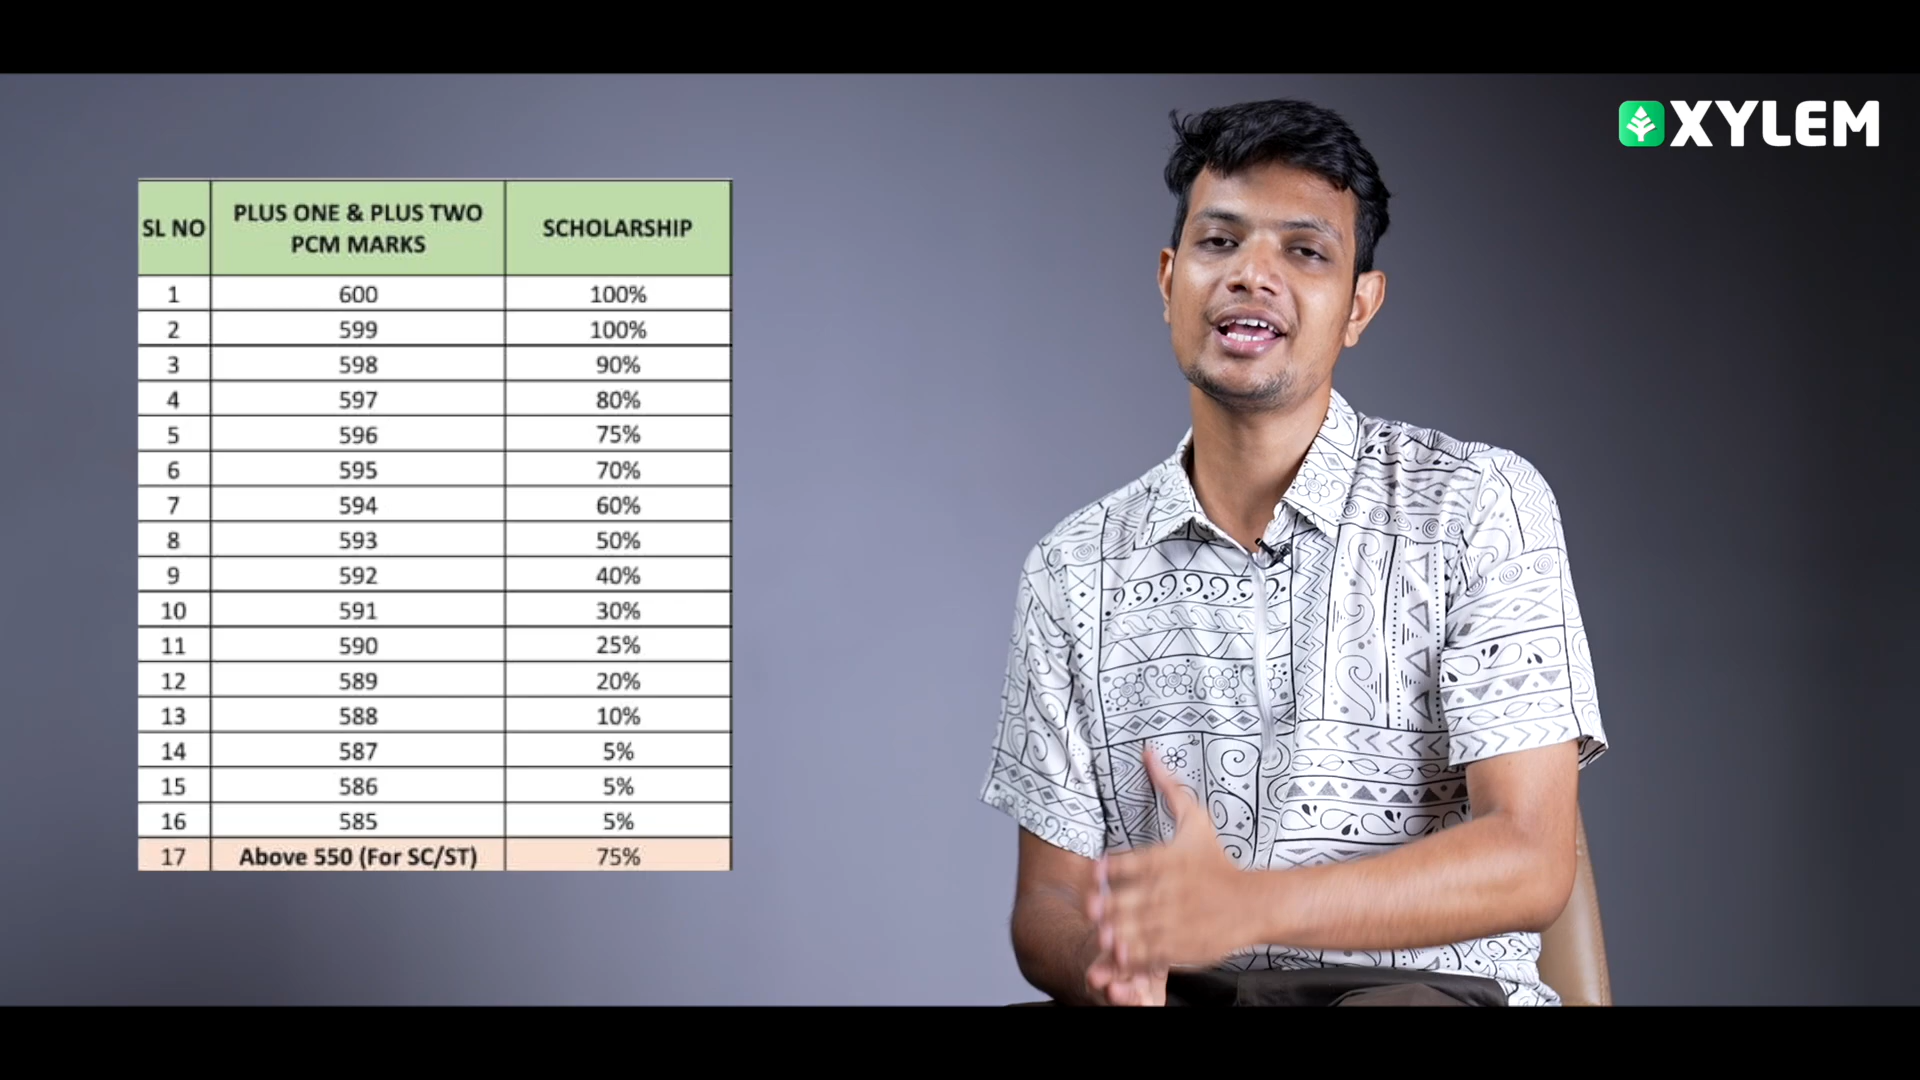 XYLEM
SL NO PLUS ONE & PLUS TWO PCM MARKS SCHOLARSHIP
1 600 100%
2 599 100%
3 598 90%
4 597 80%
5 596 75%
6 595 70%
7 594 60%
8 593 50%
9 592 40%
10 591 30%
11 590 25%
12 589 20%
13 588 10%
14 587 5%
15 586 5%
16 585 5%
17 Above 550 (For SC/ST) 75%